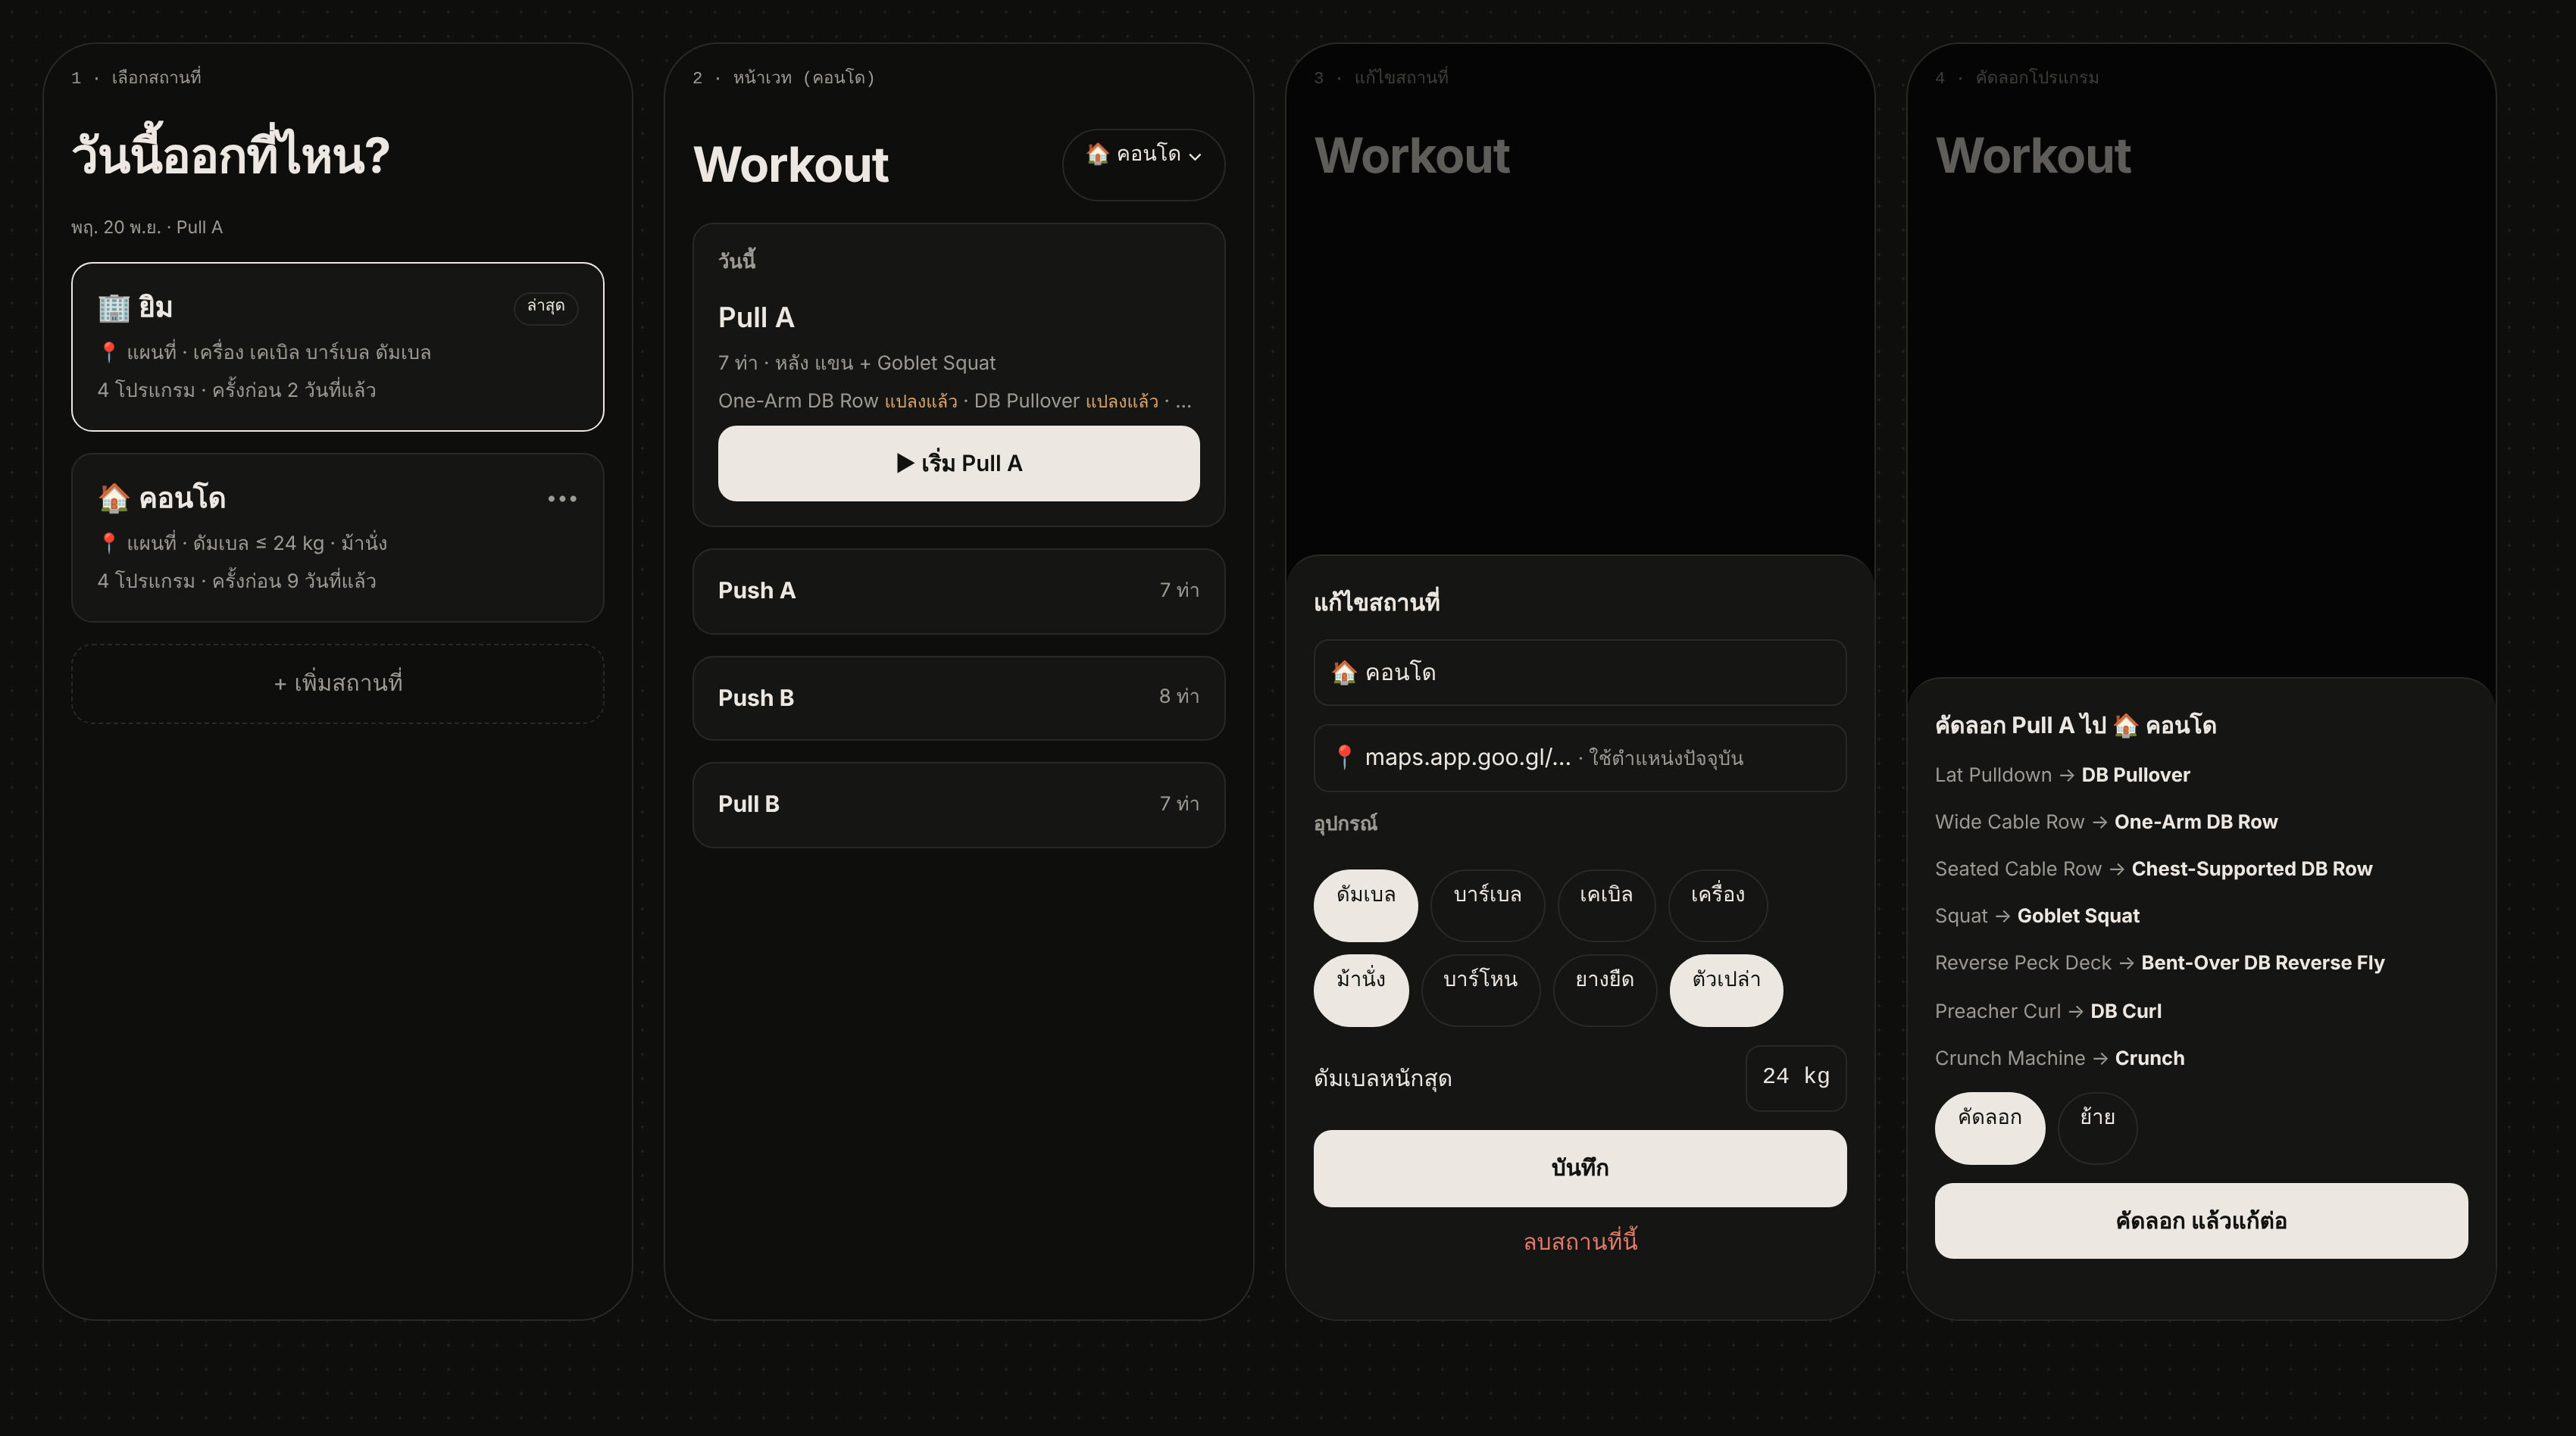 1 · เลือกสถานที่
วันนี้ออกที่ไหน?
พฤ. 20 พ.ย. · Pull A
🏢 ยิม
ล่าสุด
📍 แผนที่ · เครื่อง เคเบิล บาร์เบล ดัมเบล
4 โปรแกรม · ครั้งก่อน 2 วันที่แล้ว
🏠 คอนโด
•••
📍 แผนที่ · ดัมเบล ≤ 24 kg · ม้านั่ง
4 โปรแกรม · ครั้งก่อน 9 วันที่แล้ว
+ เพิ่มสถานที่
2 · หน้าเวท (คอนโด)
Workout
🏠 คอนโด ⌄
วันนี้
Pull A
7 ท่า · หลัง แขน + Goblet Squat
One-Arm DB Row แปลงแล้ว · DB Pullover แปลงแล้ว · ...
▶ เริ่ม Pull A
Push A
7 ท่า
Push B
8 ท่า
Pull B
7 ท่า
3 · แก้ไขสถานที่
Workout
แก้ไขสถานที่
🏠 คอนโด
📍 maps.app.goo.gl/... · ใช้ตำแหน่งปัจจุบัน
อุปกรณ์
ดัมเบล
บาร์เบล
เคเบิล
เครื่อง
ม้านั่ง
บาร์โหน
ยางยืด
ตัวเปล่า
ดัมเบลหนักสุด
24 kg
บันทึก
ลบสถานที่นี้
4 · คัดลอกโปรแกรม
Workout
คัดลอก Pull A ไป 🏠 คอนโด
Lat Pulldown → DB Pullover
Wide Cable Row → One-Arm DB Row
Seated Cable Row → Chest-Supported DB Row
Squat → Goblet Squat
Reverse Peck Deck → Bent-Over DB Reverse Fly
Preacher Curl → DB Curl
Crunch Machine → Crunch
คัดลอก
ย้าย
คัดลอก แล้วแก้ต่อ